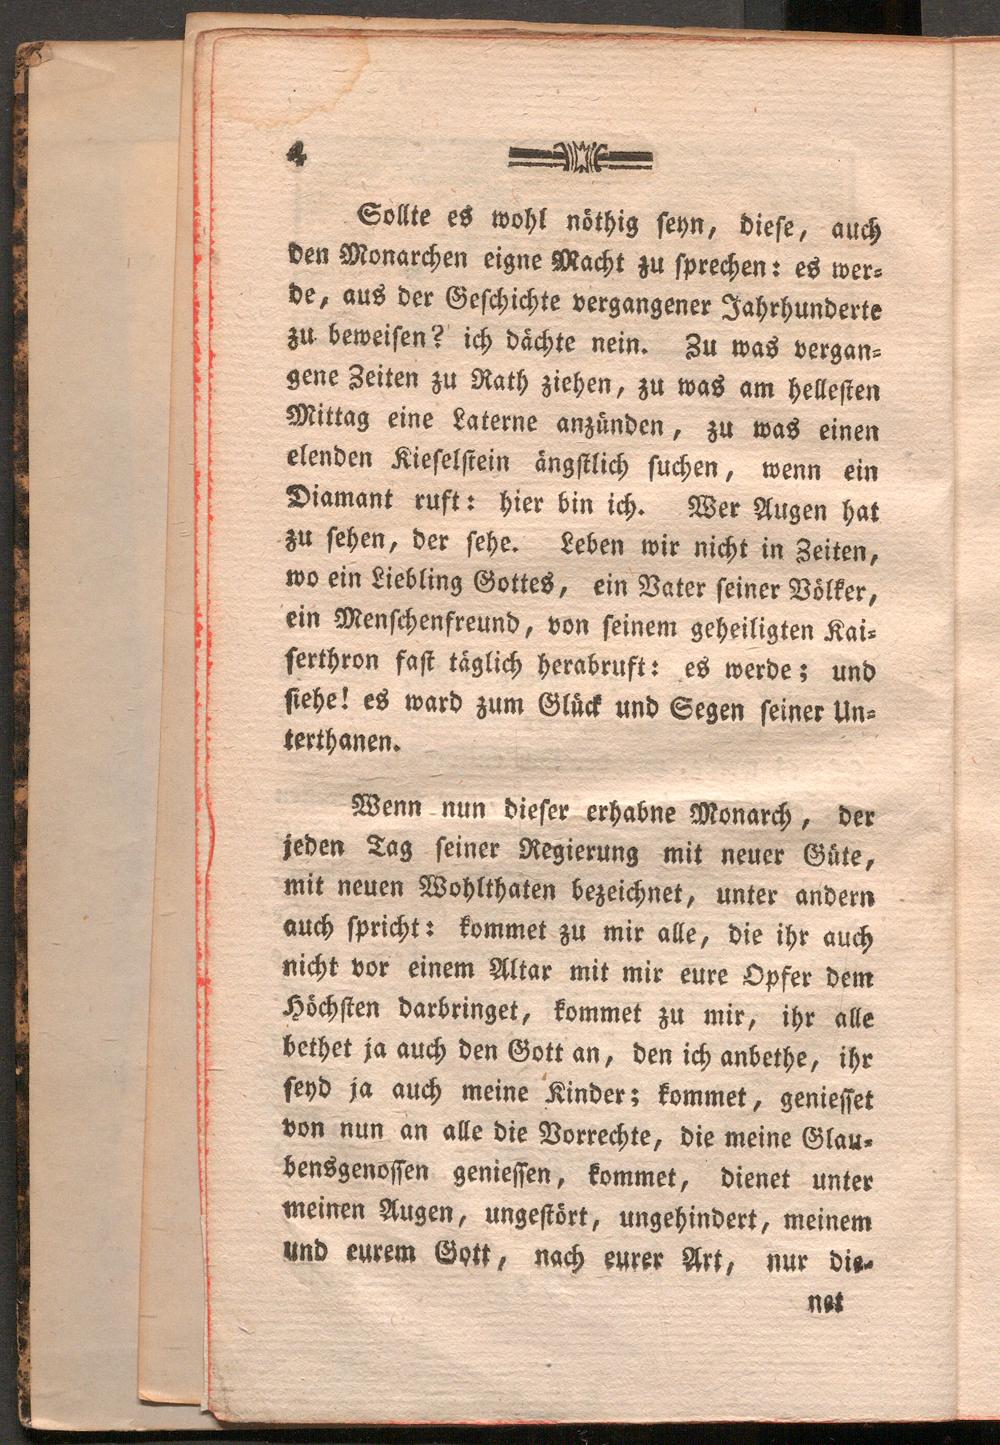 4
Sollte es wohl nöthig seyn, diese, auch
den Monarchen eigne Macht zu sprechen: es wer-
de, aus der Geschichte vergangener Jahrhunderte
zu beweisen? ich dächte nein. Zu was vergan-
gene Zeiten zu Rath ziehen, zu was am hellesten
Mittag eine Laterne anzünden, zu was einen
elenden Kieselstein ängstlich suchen, wenn ein
Diamant ruft: hier bin ich. Wer Augen hat
zu sehen, der sehe. Leben wir nicht in Zeiten,
wo ein Liebling Gottes, ein Vater seiner Völker,
ein Menschenfreund, von seinem geheiligten Kai-
serthron fast täglich herabruft: es werde; und
siehe! es ward zum Glück und Segen seiner Un-
terthanen.
Wenn nun dieser erhabne Monarch, der
jeden Tag seiner Regierung mit neuer Güte,
mit neuen Wohlthaten bezeichnet, unter andern
auch spricht: kommet zu mir alle, die ihr auch
nicht vor einem Altar mit mir eure Opfer dem
Höchsten darbringet, kommet zu mir, ihr alle
bethet ja auch den Gott an, den ich anbethe, ihr
seyd ja auch meine Kinder; kommet, geniesset
von nun an alle die Vorrechte, die meine Glau-
bensgenossen geniessen, kommet, dienet unter
meinen Augen, ungestört, ungehindert, meinem
und eurem Gott, nach eurer Art, nur die-
net